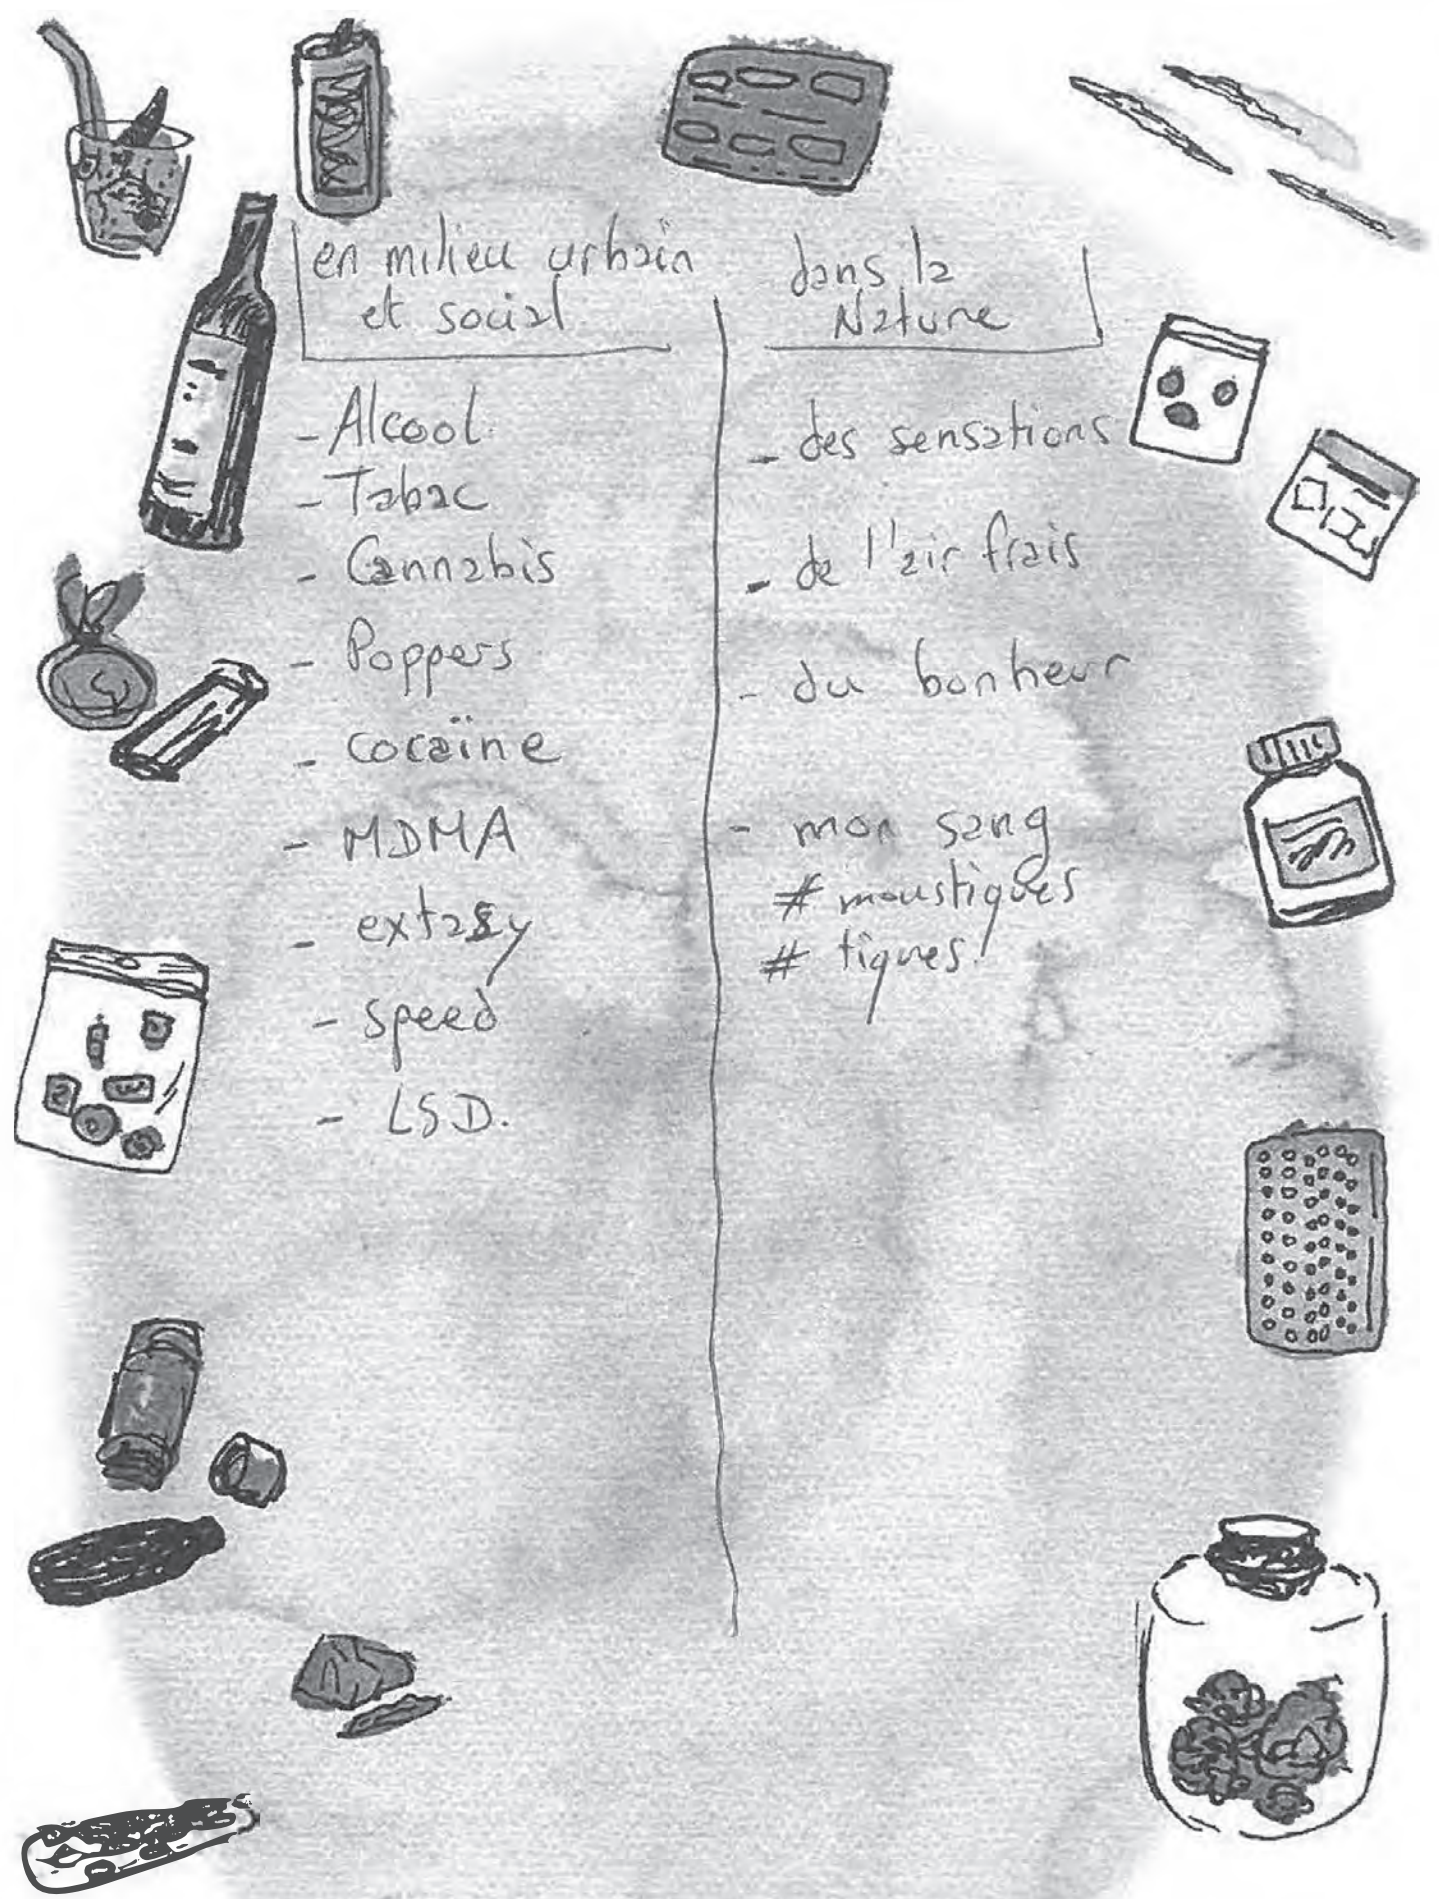 en milieu urbain
et social
- Alcool
- Tabac
- Cannabis
- Poppers
- cocaïne
- MDMA
- extasy
- speed
- LSD.
dans la
Nature
- des sensations
- de l'air frais
- du bonheur
- mon sang
# moustiques
# tiques!